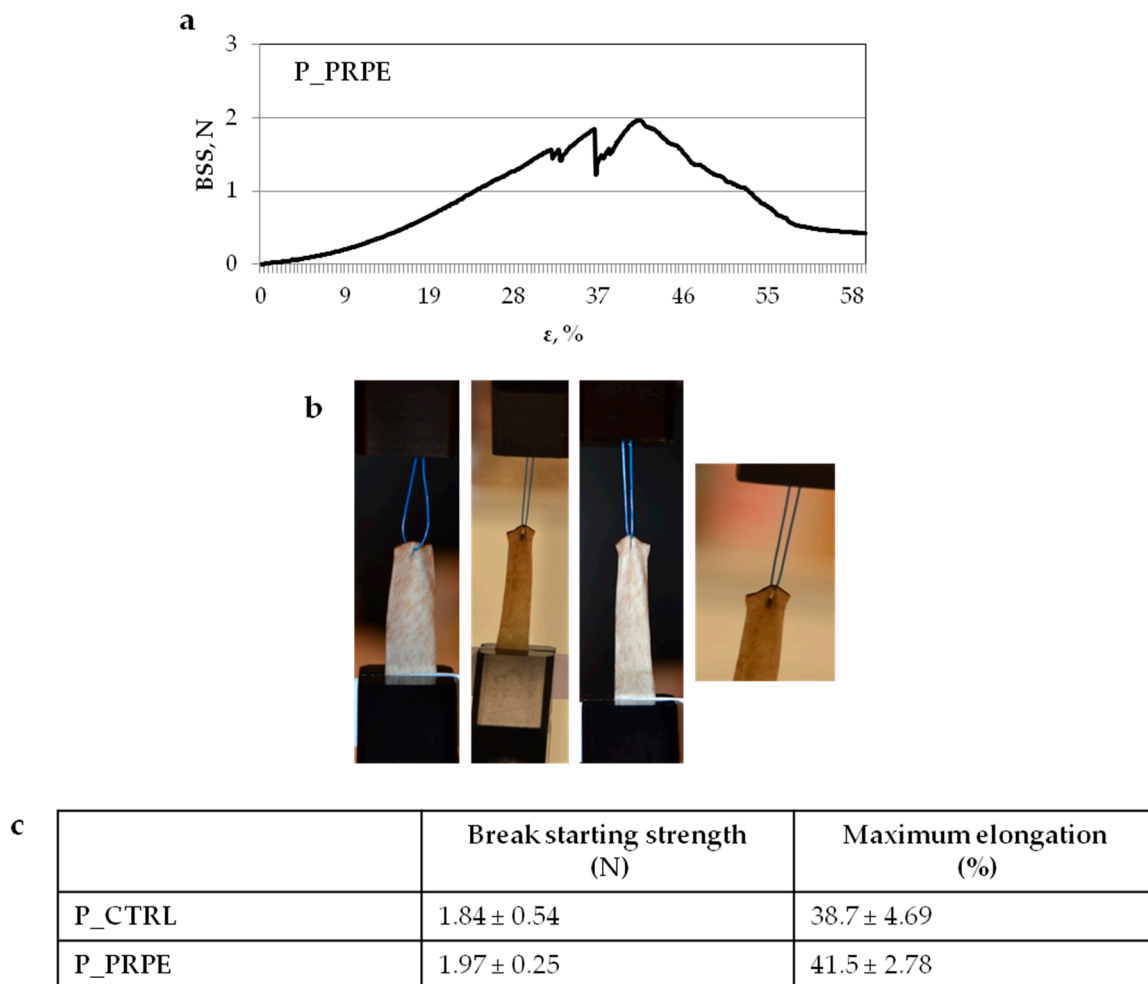 a
3
P_PRPE
2
BSS, N
1
0
0 9 19 28 37 46 55 58
ε, %
b
c
Break starting strength (N)
Maximum elongation (%)
P_CTRL 1.84 ± 0.54 38.7 ± 4.69
P_PRPE 1.97 ± 0.25 41.5 ± 2.78